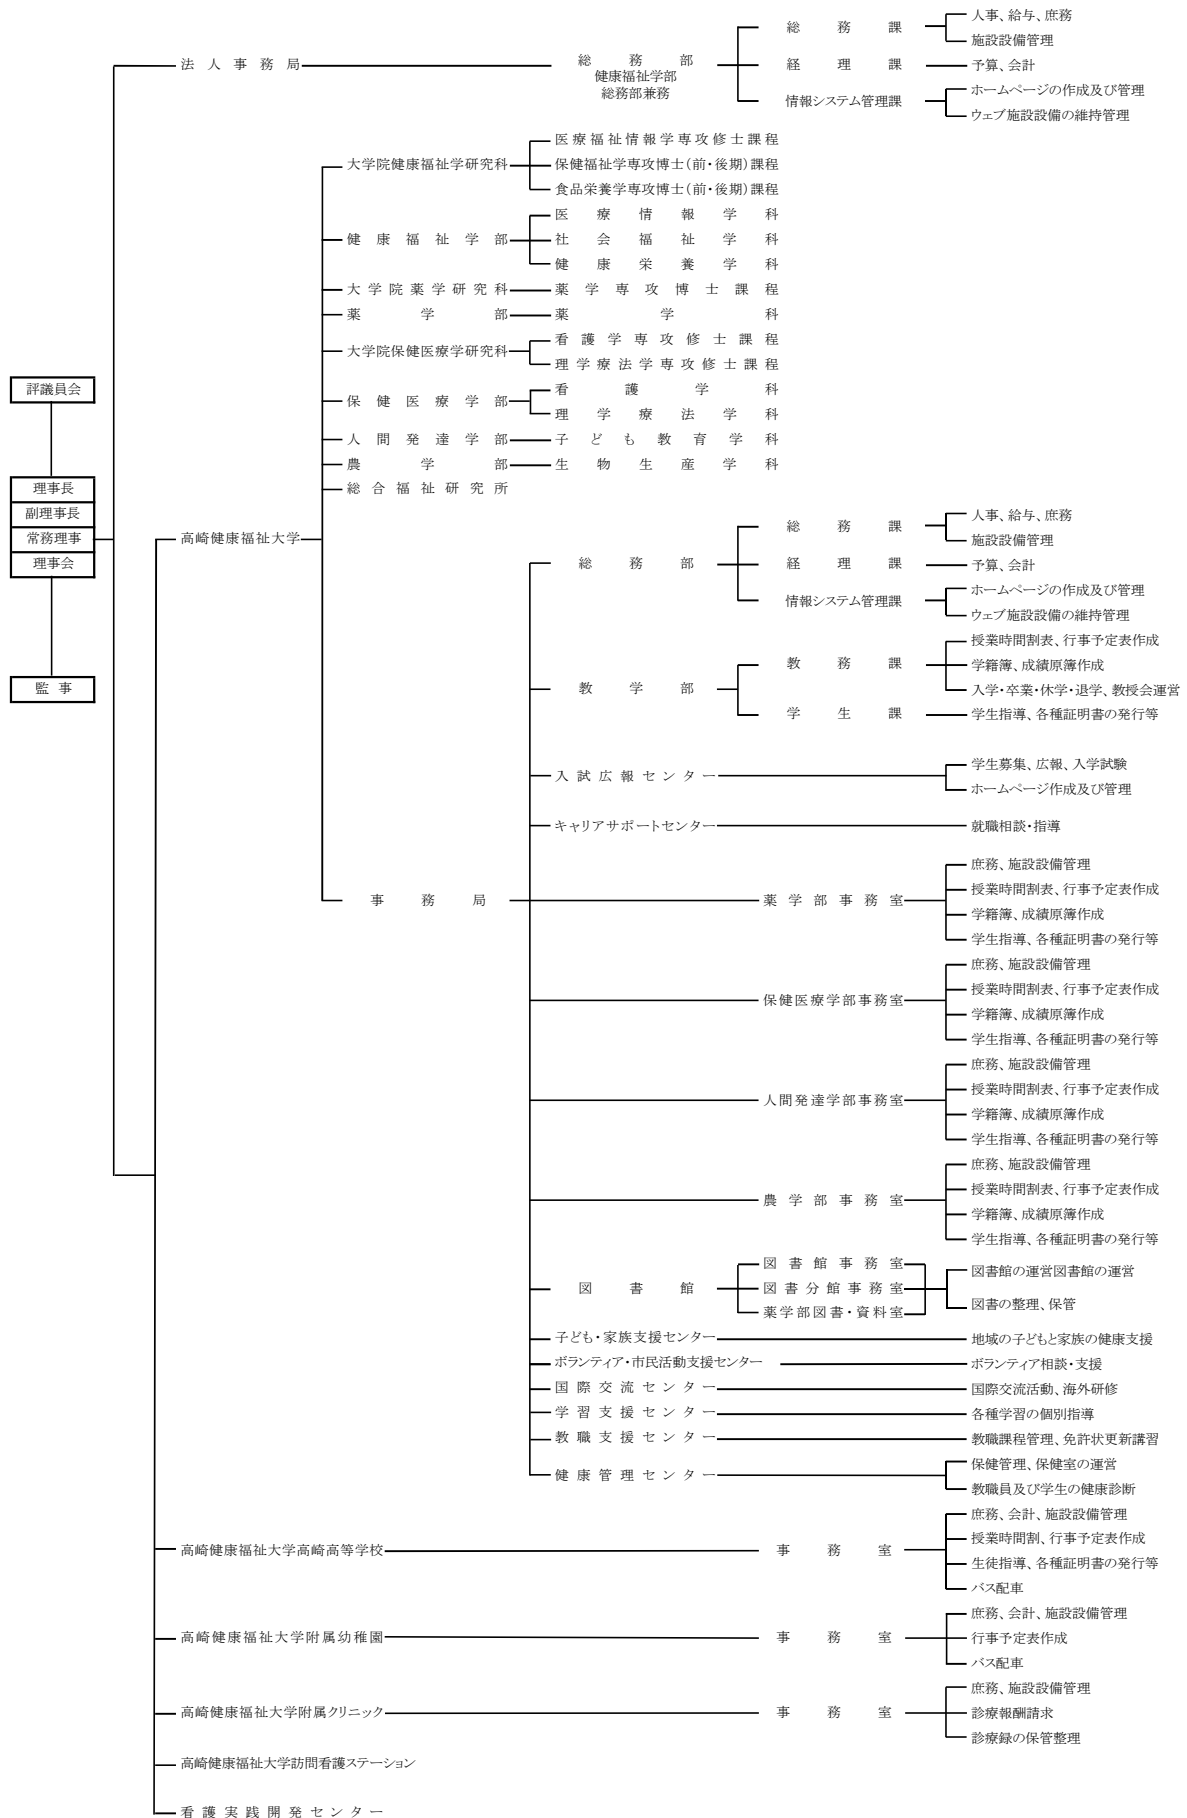 評議員会
理事長
副理事長
常務理事
理事会
監 事
法 人 事 務 局
総 務 部
健康福祉学部
総務部兼務
総 務 課
人事、給与、庶務
施設設備管理
経 理 課
予算、会計
情報システム管理課
ホームページの作成及び管理
ウェブ施設設備の維持管理
高崎健康福祉大学
大学院健康福祉学研究科
医療福祉情報学専攻修士課程
保健福祉学専攻博士(前・後期)課程
食品栄養学専攻博士(前・後期)課程
健 康 福 祉 学 部
医 療 情 報 学 科
社 会 福 祉 学 科
健 康 栄 養 学 科
大 学 院 薬 学 研 究 科
薬 学 専 攻 博 士 課 程
薬 学 部
薬 学 科
大学院保健医療学研究科
看 護 学 専 攻 修 士 課 程
理 学 療 法 学 専 攻 修 士 課 程
保 健 医 療 学 部
看 護 学 科
理 学 療 法 学 科
人 間 発 達 学 部
子 ど も 教 育 学 科
農 学 部
生 物 生 産 学 科
総 合 福 祉 研 究 所
事 務 局
総 務 部
総 務 課
人事、給与、庶務
施設設備管理
経 理 課
予算、会計
情報システム管理課
ホームページの作成及び管理
ウェブ施設設備の維持管理
教 学 部
教 務 課
授業時間割表、行事予定表作成
学籍簿、成績原簿作成
入学・卒業・休学・退学、教授会運営
学 生 課
学生指導、各種証明書の発行等
入 試 広 報 セ ン タ ー
学生募集、広報、入学試験
ホームページ作成及び管理
キャリアサポートセンター
就職相談・指導
薬 学 部 事 務 室
庶務、施設設備管理
授業時間割表、行事予定表作成
学籍簿、成績原簿作成
学生指導、各種証明書の発行等
保健医療学部事務室
庶務、施設設備管理
授業時間割表、行事予定表作成
学籍簿、成績原簿作成
学生指導、各種証明書の発行等
人間発達学部事務室
庶務、施設設備管理
授業時間割表、行事予定表作成
学籍簿、成績原簿作成
学生指導、各種証明書の発行等
農 学 部 事 務 室
庶務、施設設備管理
授業時間割表、行事予定表作成
学籍簿、成績原簿作成
学生指導、各種証明書の発行等
図 書 館
図 書 館 事 務 室
図 書 分 館 事 務 室
薬学部図書・資料室
図書館の運営図書館の運営
図書の整理、保管
子ども・家族支援センター
地域の子どもと家族の健康支援
ボランティア・市民活動支援センター
ボランティア相談・支援
国 際 交 流 セ ン タ ー
国際交流活動、海外研修
学 習 支 援 セ ン タ ー
各種学習の個別指導
教 職 支 援 セ ン タ ー
教職課程管理、免許状更新講習
健 康 管 理 セ ン タ ー
保健管理、保健室の運営
教職員及び学生の健康診断
高崎健康福祉大学高崎高等学校
事 務 室
庶務、会計、施設設備管理
授業時間割、行事予定表作成
生徒指導、各種証明書の発行等
バス配車
高崎健康福祉大学附属幼稚園
事 務 室
庶務、会計、施設設備管理
行事予定表作成
バス配車
高崎健康福祉大学附属クリニック
事 務 室
庶務、施設設備管理
診療報酬請求
診療録の保管整理
高崎健康福祉大学訪問看護ステーション
看 護 実 践 開 発 セ ン タ ー